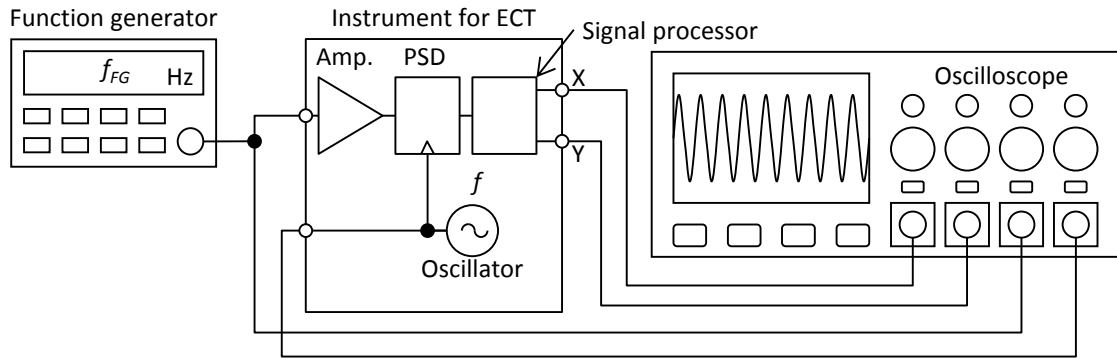 Function generator
Instrument for ECT
Signal processor
Amp.
PSD
f_FG Hz
X
Oscilloscope
Y
f
Oscillator